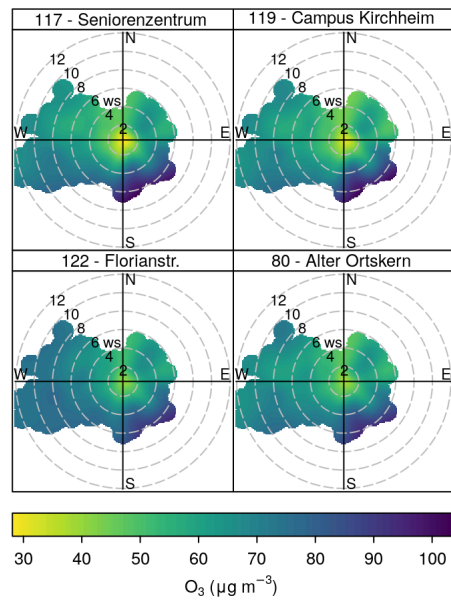 117 - Seniorenzentrum
119 - Campus Kirchheim
N
12
10
8
6 ws
4
2
W
E
S
N
12
10
8
6 ws
4
2
W
E
S
122 - Florianstr.
80 - Alter Ortskern
N
12
10
8
6 ws
4
2
W
E
S
N
12
10
8
6 ws
4
2
W
E
S
30 40 50 60 70 80 90 100
O₃ (µg m⁻³)